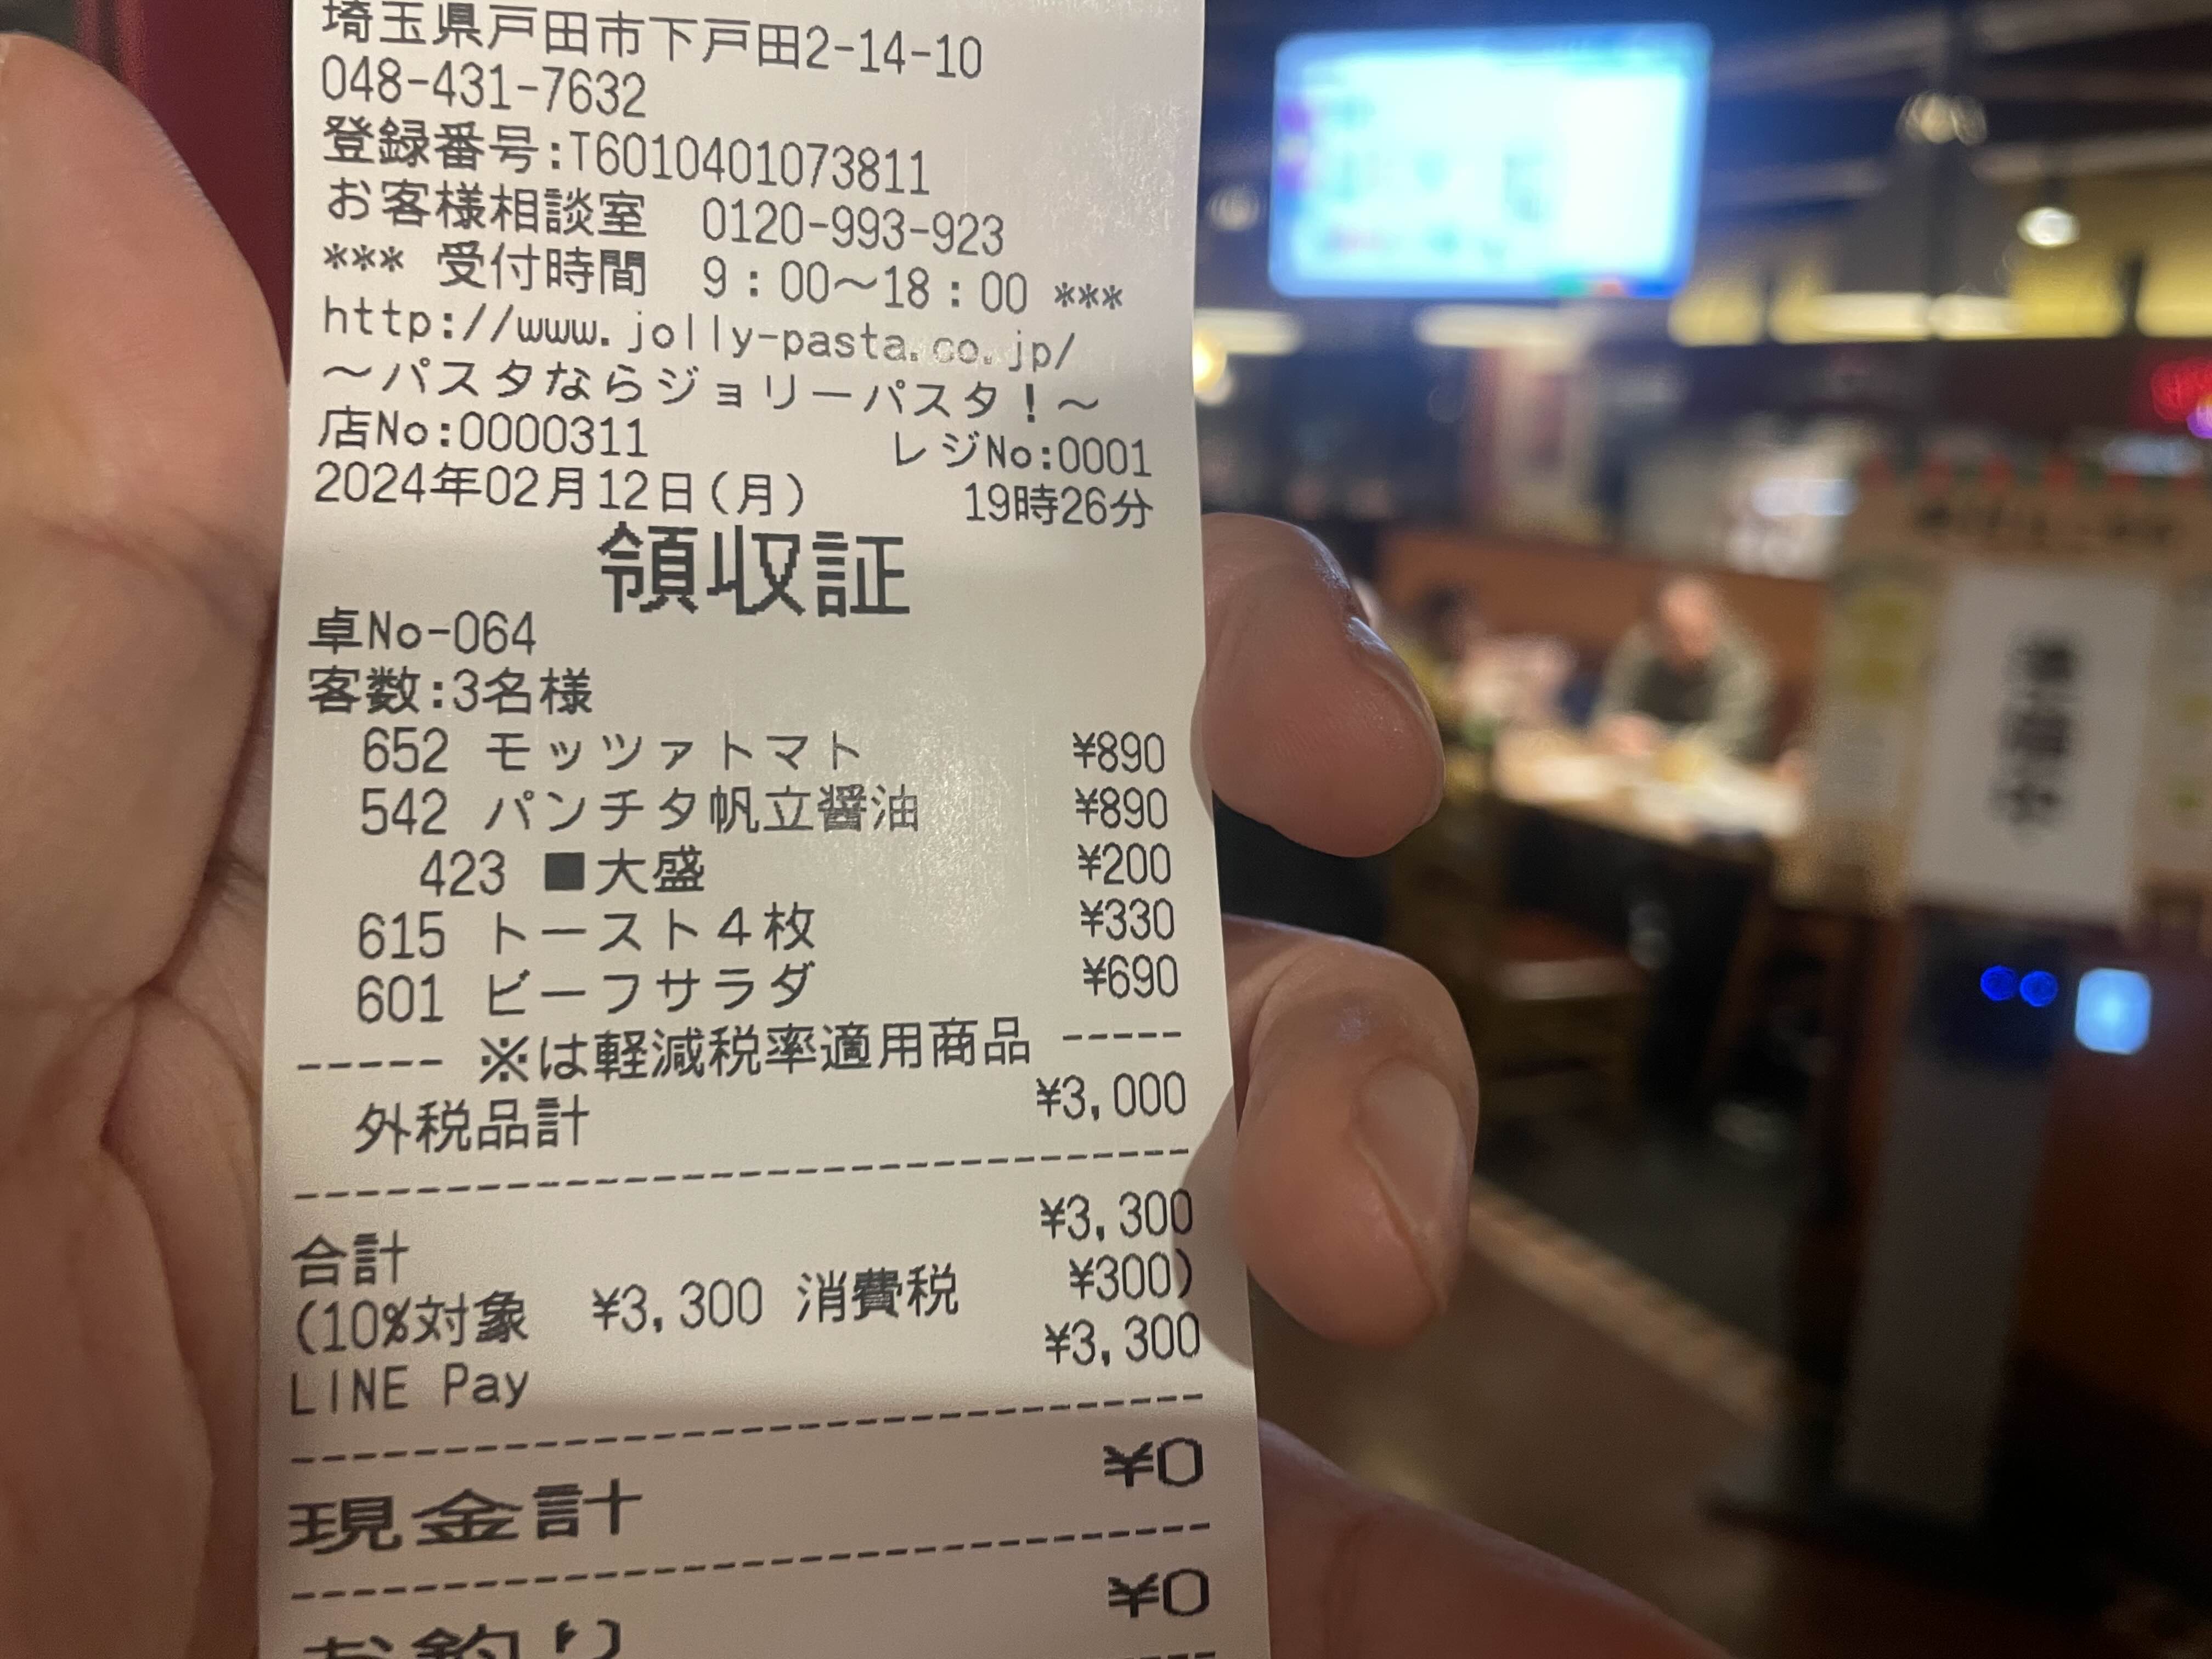 埼玉県戸田市下戸田2-14-10
048-431-7632
登録番号:T6010401073811
お客様相談室 0120-993-923
*** 受付時間 9:00～18:00 ***
http://www.jolly-pasta.co.jp/
～パスタならジョリーパスタ!～
店No:0000311 レジNo:0001
2024年02月12日(月) 19時26分
領収証
卓No-064
客数:3名様
652 モッツァトマト ¥890
542 パンチタ帆立醤油 ¥890
423 ■大盛 ¥200
615 トースト4枚 ¥330
601 ビーフサラダ ¥690
----- ※は軽減税率適用商品 -----
外税品計 ¥3,000
合計 ¥3,300
(10%対象 ¥3,300 消費税 ¥300)
LINE Pay ¥3,300
現金計 ¥0
お釣り ¥0